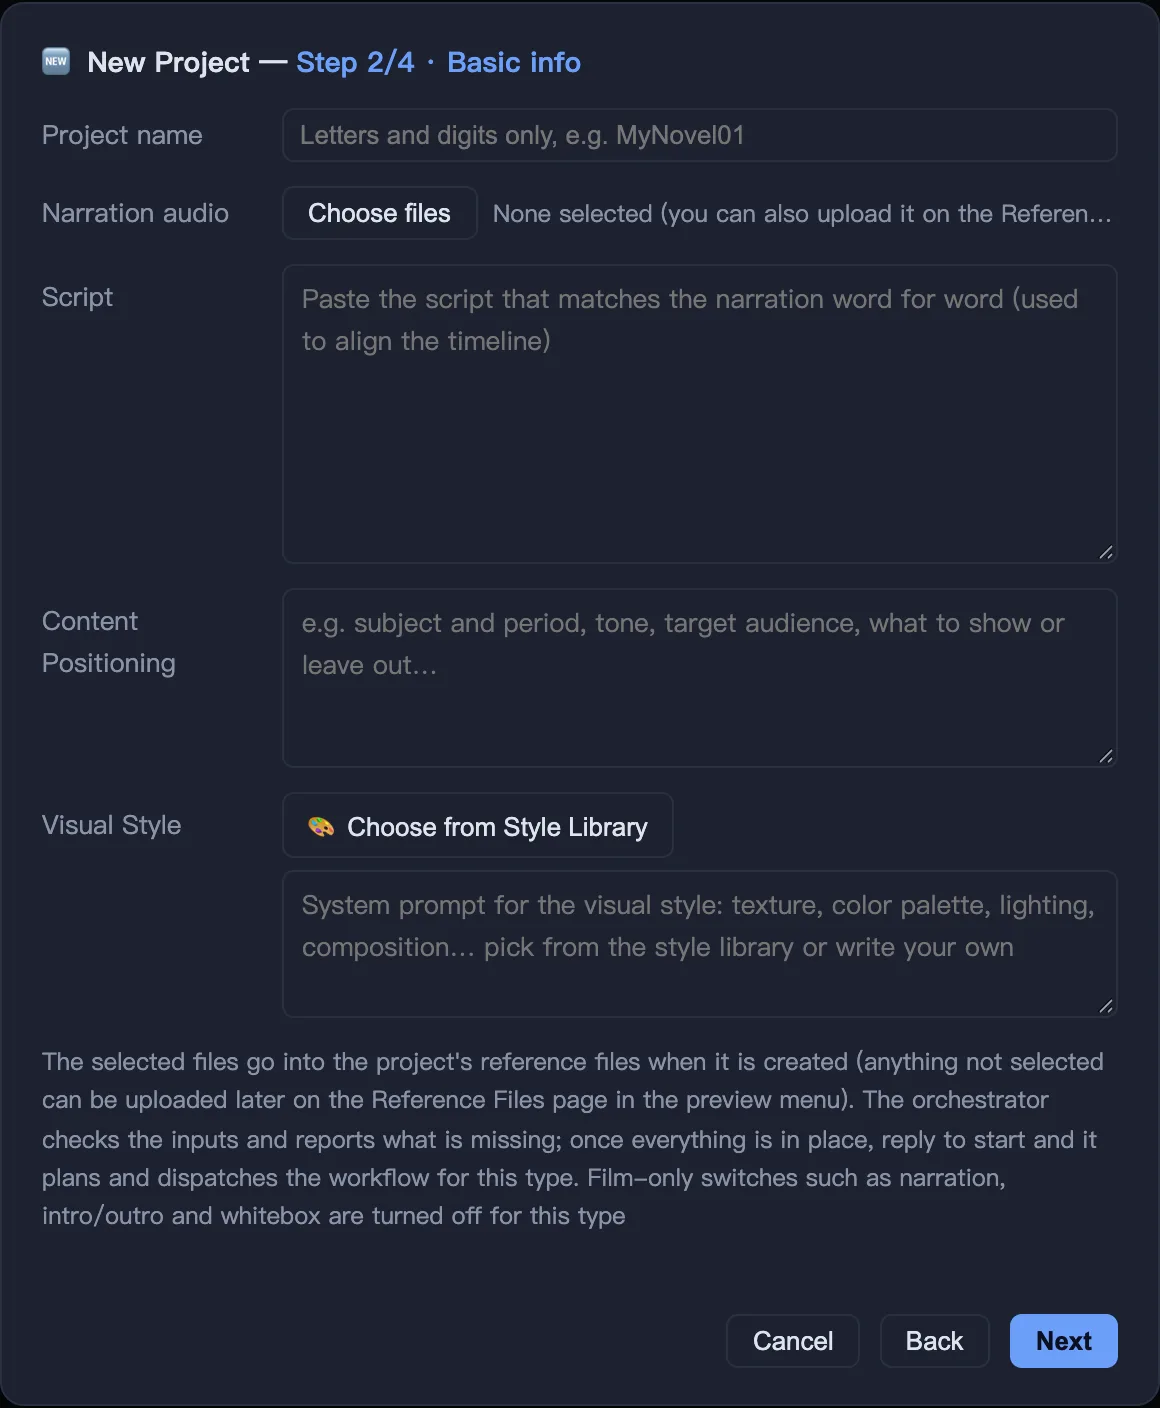 NEW New Project — Step 2/4 · Basic info
Project name
Letters and digits only, e.g. MyNovel01
Narration audio
Choose files
None selected (you can also upload it on the Referen...
Script
Paste the script that matches the narration word for word (used
to align the timeline)
Content
Positioning
e.g. subject and period, tone, target audience, what to show or
leave out...
Visual Style
Choose from Style Library
System prompt for the visual style: texture, color palette, lighting,
composition... pick from the style library or write your own
The selected files go into the project's reference files when it is created (anything not selected
can be uploaded later on the Reference Files page in the preview menu). The orchestrator
checks the inputs and reports what is missing; once everything is in place, reply to start and it
plans and dispatches the workflow for this type. Film-only switches such as narration,
intro/outro and whitebox are turned off for this type
Cancel
Back
Next